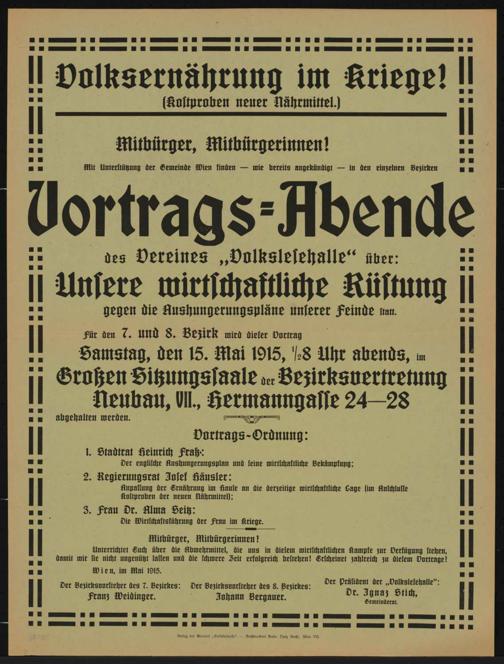 Volksernährung im Kriege!
(Kostproben neuer Nährmittel.)
Mitbürger, Mitbürgerinnen!
Mit Unterstützung der Gemeinde Wien finden — wie bereits angekündigt — in den einzelnen Bezirken
Vortrags-Abende
des Vereines „Volkslesehalle“ über:
Unsere wirtschaftliche Rüstung
gegen die Aushungerungspläne unserer Feinde statt.
Für den 7. und 8. Bezirk wird dieser Vortrag
Samstag, den 15. Mai 1915, 1/28 Uhr abends, im
Großen Sitzungssaale der Bezirksvertretung
Neubau, VII., Hermanngasse 24—28
abgehalten werden.
Vortrags-Ordnung:
1. Stadtrat Heinrich Fraß:
Der englische Aushungerungsplan und seine wirtschaftliche Bekämpfung;
2. Regierungsrat Josef Häusler:
Anpassung der Ernährung im Hause an die derzeitige wirtschaftliche Lage (im Anschlusse
Kostproben der neuen Nährmittel);
3. Frau Dr. Alma Seitz:
Die Wirtschaftsführung der Frau im Kriege.
Mitbürger, Mitbürgerinnen!
Unterrichtet Euch über die Abwehrmittel, die uns in diesem wirtschaftlichen Kampfe zur Verfügung stehen,
damit wir sie nicht ungenützt lassen und die schwere Zeit erfolgreich bestehen! Erscheinet zahlreich zu diesem Vortrage!
Wien, im Mai 1915.
Der Bezirksvorsteher des 7. Bezirkes:
Franz Weidinger.
Der Bezirksvorsteher des 8. Bezirkes:
Johann Bergauer.
Der Präsident der „Volkslesehalle“:
Dr. Ignaz Stich,
Gemeinderat.
Verlag des Vereines „Volkslesehalle“. —